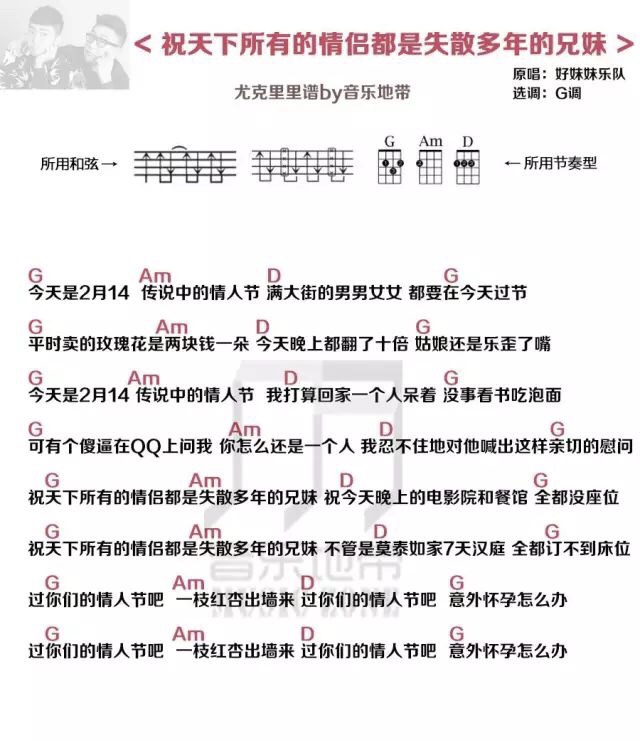 < 祝天下所有的情侣都是失散多年的兄妹 >
原唱：好妹妹乐队
尤克里里谱by音乐地带
选调：G调
G Am D
所用和弦→ ←所用节奏型
G Am D G
今天是2月14 传说中的情人节 满大街的男男女女 都要在今天过节
G Am D G
平时卖的玫瑰花是两块钱一朵 今天晚上都翻了十倍 姑娘还是乐歪了嘴
G Am D G
今天是2月14 传说中的情人节 我打算回家一个人呆着 没事看书吃泡面
G Am D G
可有个傻逼在QQ上问我 你怎么还是一个人 我忍不住地对他喊出这样亲切的慰问
G Am D G
祝天下所有的情侣都是失散多年的兄妹 祝今天晚上的电影院和餐馆 全都没座位
G Am D G
祝天下所有的情侣都是失散多年的兄妹 不管是莫泰如家7天汉庭 全都订不到床位
音乐地带
G Am D G
过你们的情人节吧 一枝红杏出墙来 过你们的情人节吧 意外怀孕怎么办
G Am D G
过你们的情人节吧 一枝红杏出墙来 过你们的情人节吧 意外怀孕怎么办